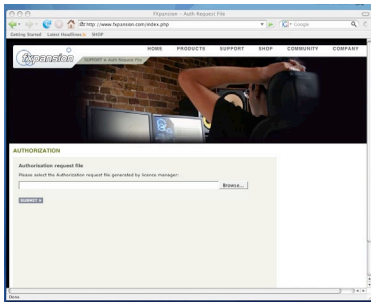 FXpansion - Auth Request File
http://www.fxpansion.com/index.php
Google
Getting Started Latest Headlines SHOP
fxpansion
SUPPORT > Auth Request File
HOME PRODUCTS SUPPORT SHOP COMMUNITY COMPANY
AUTHORIZATION
Authorisation request file
Please select the Authorization request file generated by licence manager:
Browse...
SUBMIT >
Done